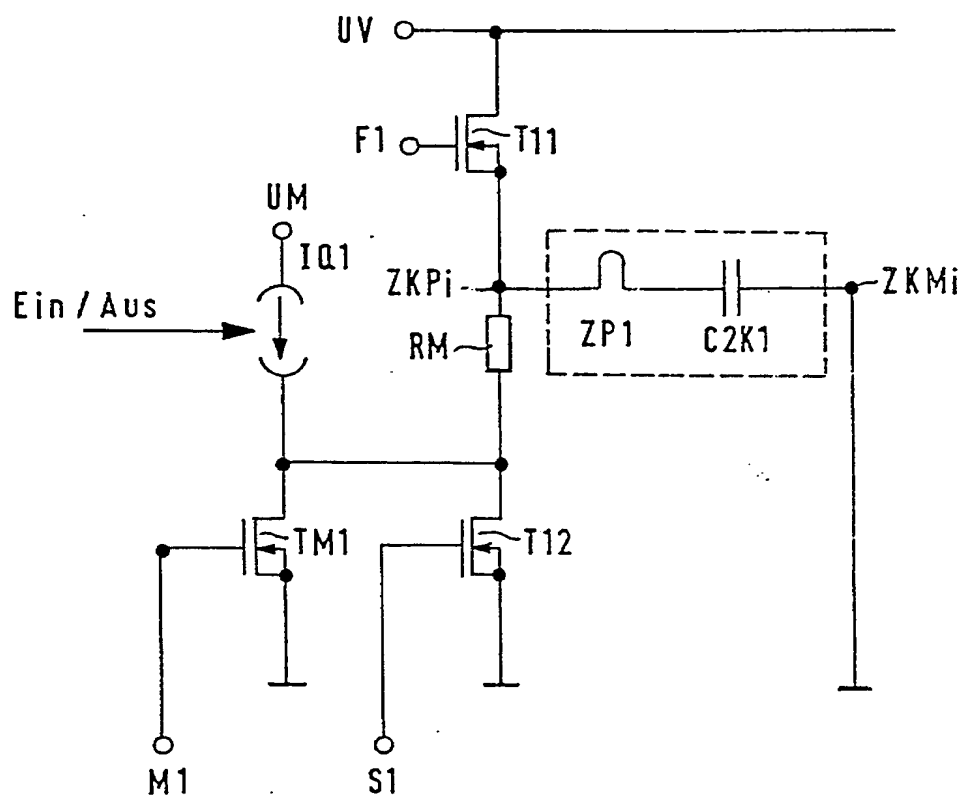 UV
F1
T11
UM
IQ1
Ein/Aus
ZKPi
ZKMi
RM
ZP1
C2K1
TM1
T12
M1
S1